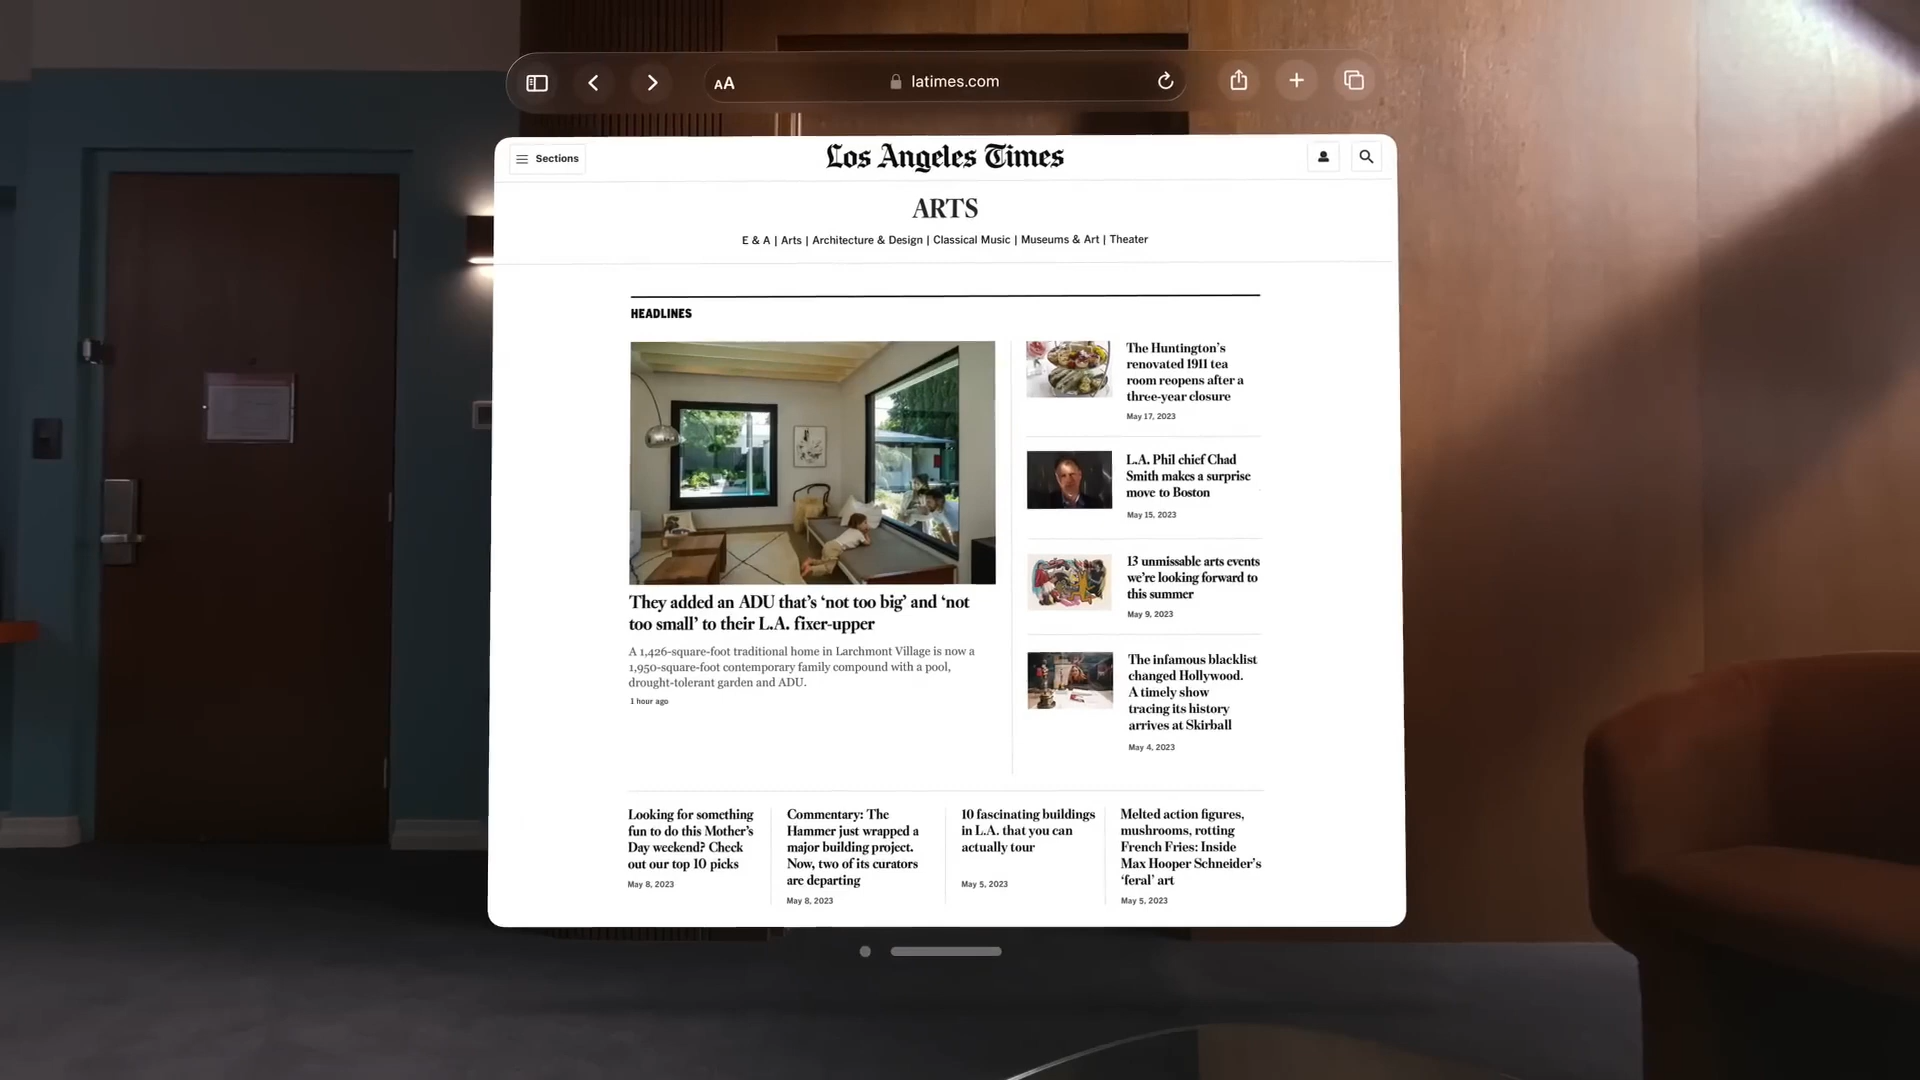 AA
latimes.com
Sections
Los Angeles Times
ARTS
E & A | Arts | Architecture & Design | Classical Music | Museums & Art | Theater
HEADLINES
They added an ADU that’s ‘not too big’ and ‘not
too small’ to their L.A. fixer-upper
A 1,426-square-foot traditional home in Larchmont Village is now a
1,950-square-foot contemporary family compound with a pool,
drought-tolerant garden and ADU.
1 hour ago
The Huntington’s
renovated 1911 tea
room reopens after a
three-year closure
May 17, 2023
L.A. Phil chief Chad
Smith makes a surprise
move to Boston
May 15, 2023
13 unmissable arts events
we’re looking forward to
this summer
May 9, 2023
The infamous blacklist
changed Hollywood.
A timely show
tracing its history
arrives at Skirball
May 4, 2023
Looking for something
fun to do this Mother’s
Day weekend? Check
out our top 10 picks
May 8, 2023
Commentary: The
Hammer just wrapped a
major building project.
Now, two of its curators
are departing
May 8, 2023
10 fascinating buildings
in L.A. that you can
actually tour
May 5, 2023
Melted action figures,
mushrooms, rotting
French Fries: Inside
Max Hooper Schneider’s
‘feral’ art
May 5, 2023